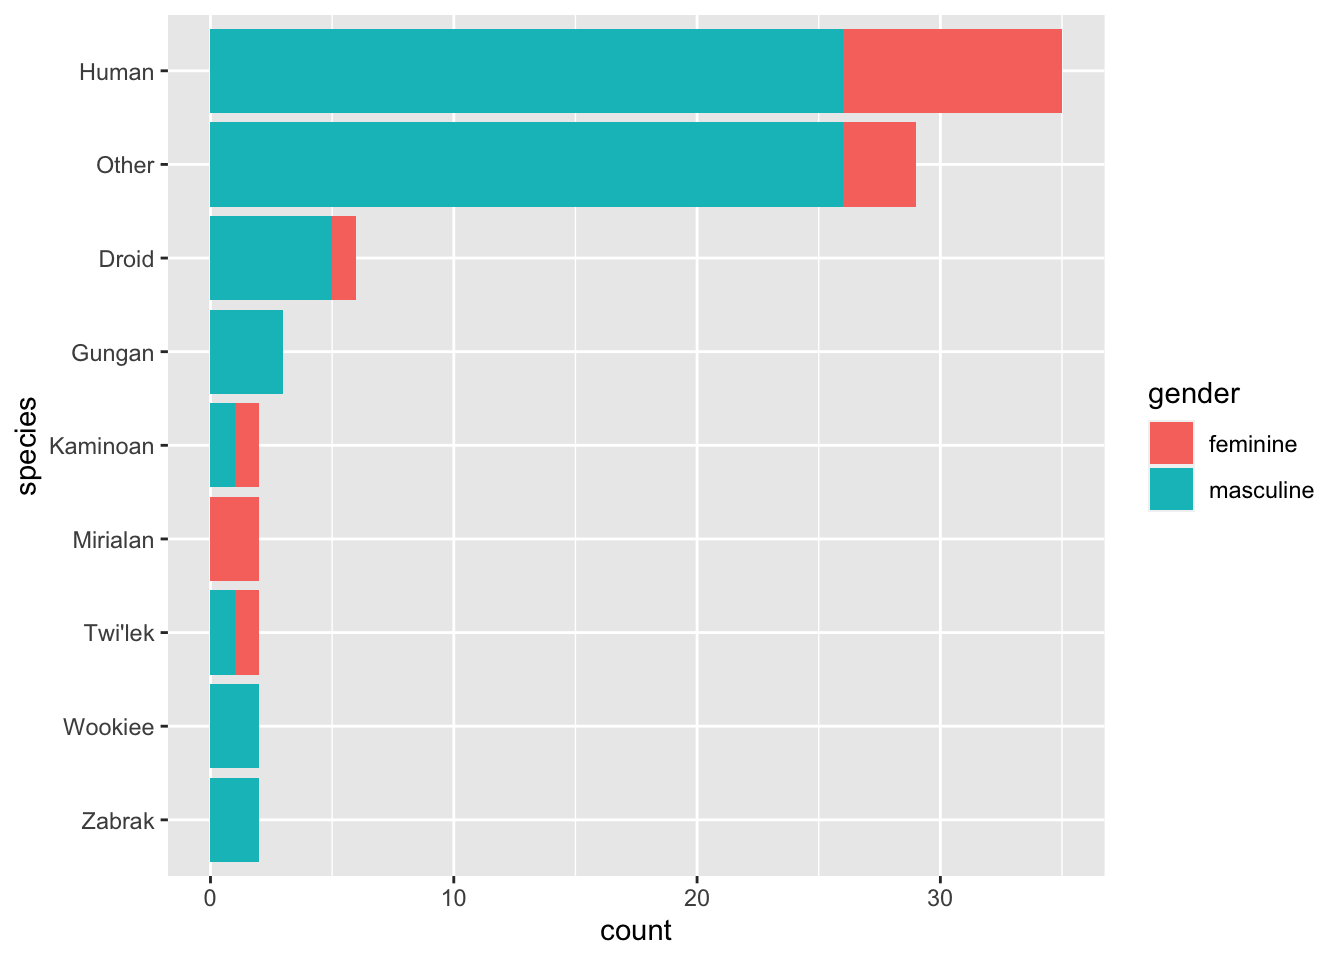 Human
Other
Droid
Gungan
Kaminoan
Mirialan
Twi'lek
Wookiee
Zabrak
species
0 10 20 30
count
gender
feminine
masculine